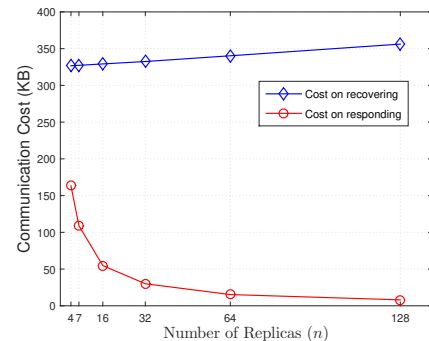 Communication Cost (KB)
400
350
300
250
200
150
100
50
0
Cost on recovering
Cost on responding
4 7 16 32 64 128
Number of Replicas (n)